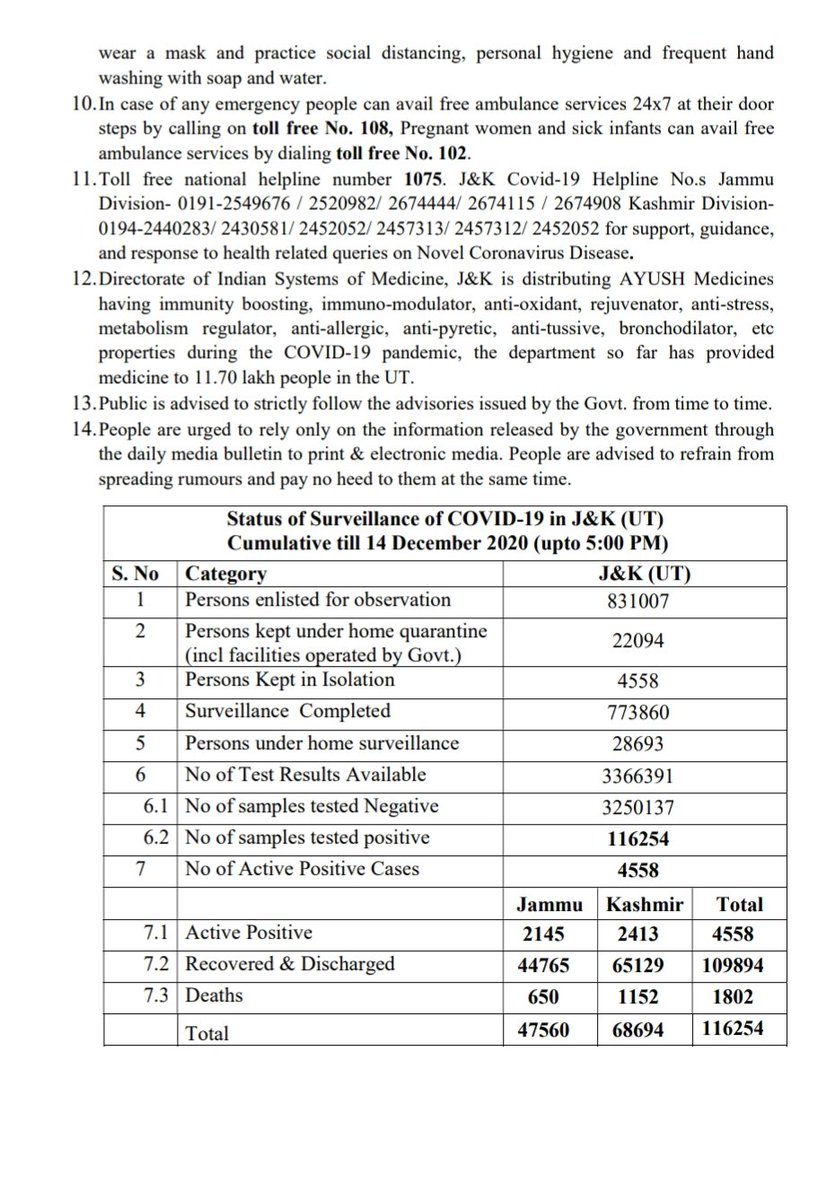 wear a mask and practice social distancing, personal hygiene and frequent hand
washing with soap and water.
10.In case of any emergency people can avail free ambulance services 24x7 at their door
steps by calling on toll free No. 108, Pregnant women and sick infants can avail free
ambulance services by dialing toll free No. 102.
11.Toll free national helpline number 1075. J&K Covid-19 Helpline No.s Jammu
Division- 0191-2549676 / 2520982/ 2674444/ 2674115 / 2674908 Kashmir Division-
0194-2440283/ 2430581/ 2452052/ 2457313/ 2457312/ 2452052 for support, guidance,
and response to health related queries on Novel Coronavirus Disease.
12.Directorate of Indian Systems of Medicine, J&K is distributing AYUSH Medicines
having immunity boosting, immuno-modulator, anti-oxidant, rejuvenator, anti-stress,
metabolism regulator, anti-allergic, anti-pyretic, anti-tussive, bronchodilator, etc
properties during the COVID-19 pandemic, the department so far has provided
medicine to 11.70 lakh people in the UT.
13.Public is advised to strictly follow the advisories issued by the Govt. from time to time.
14.People are urged to rely only on the information released by the government through
the daily media bulletin to print & electronic media. People are advised to refrain from
spreading rumours and pay no heed to them at the same time.
Status of Surveillance of COVID-19 in J&K (UT)
Cumulative till 14 December 2020 (upto 5:00 PM)
S. No Category J&K (UT)
1 Persons enlisted for observation 831007
2 Persons kept under home quarantine
(incl facilities operated by Govt.) 22094
3 Persons Kept in Isolation 4558
4 Surveillance Completed 773860
5 Persons under home surveillance 28693
6 No of Test Results Available 3366391
6.1 No of samples tested Negative 3250137
6.2 No of samples tested positive 116254
7 No of Active Positive Cases 4558
Jammu Kashmir Total
7.1 Active Positive 2145 2413 4558
7.2 Recovered & Discharged 44765 65129 109894
7.3 Deaths 650 1152 1802
Total 47560 68694 116254